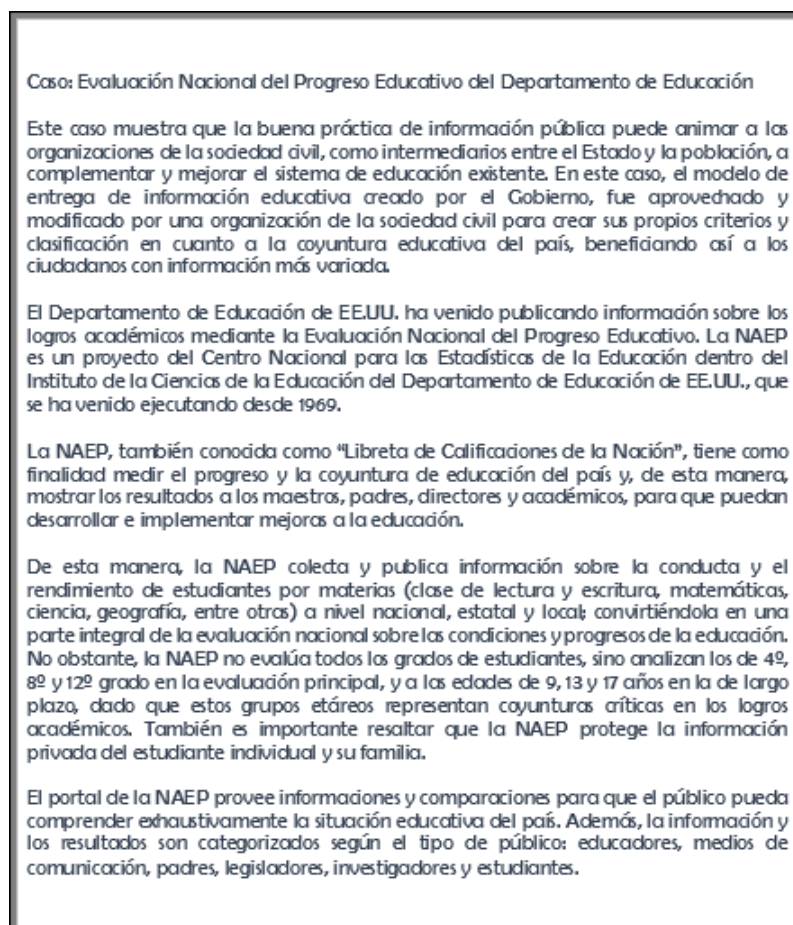 Caso: Evaluación Nacional del Progreso Educativo del Departamento de Educación
Este caso muestra que la buena práctica de información pública puede animar a las
organizaciones de la sociedad civil, como intermediarios entre el Estado y la población, a
complementar y mejorar el sistema de educación existente. En este caso, el modelo de
entrega de información educativa creado por el Gobierno, fue aprovechado y
modificado por una organización de la sociedad civil para crear sus propios criterios y
clasificación en cuanto a la coyuntura educativa del país, beneficiando así a los
ciudadanos con información más variada.
El Departamento de Educación de EE.UU. ha venido publicando información sobre los
logros académicos mediante la Evaluación Nacional del Progreso Educativo. La NAEP
es un proyecto del Centro Nacional para las Estadísticas de la Educación dentro del
Instituto de la Ciencias de la Educación del Departamento de Educación de EE.UU., que
se ha venido ejecutando desde 1969.
La NAEP, también conocida como “Libreta de Calificaciones de la Nación”, tiene como
finalidad medir el progreso y la coyuntura de educación del país y, de esta manera,
mostrar los resultados a los maestros, padres, directores y académicos, para que puedan
desarrollar e implementar mejoras a la educación.
De esta manera, la NAEP colecta y publica información sobre la conducta y el
rendimiento de estudiantes por materias (clase de lectura y escritura, matemáticas,
ciencia, geografía, entre otras) a nivel nacional, estatal y local; convirtiéndola en una
parte integral de la evaluación nacional sobre las condiciones y progresos de la educación.
No obstante, la NAEP no evalúa todos los grados de estudiantes, sino analizan los de 4º,
8º y 12º grado en la evaluación principal, y a las edades de 9, 13 y 17 años en la de largo
plazo, dado que estos grupos etáreos representan coyunturas críticas en los logros
académicos. También es importante resaltar que la NAEP protege la información
privada del estudiante individual y su familia.
El portal de la NAEP provee informaciones y comparaciones para que el público pueda
comprender exhaustivamente la situación educativa del país. Además, la información y
los resultados son categorizados según el tipo de público: educadores, medios de
comunicación, padres, legisladores, investigadores y estudiantes.